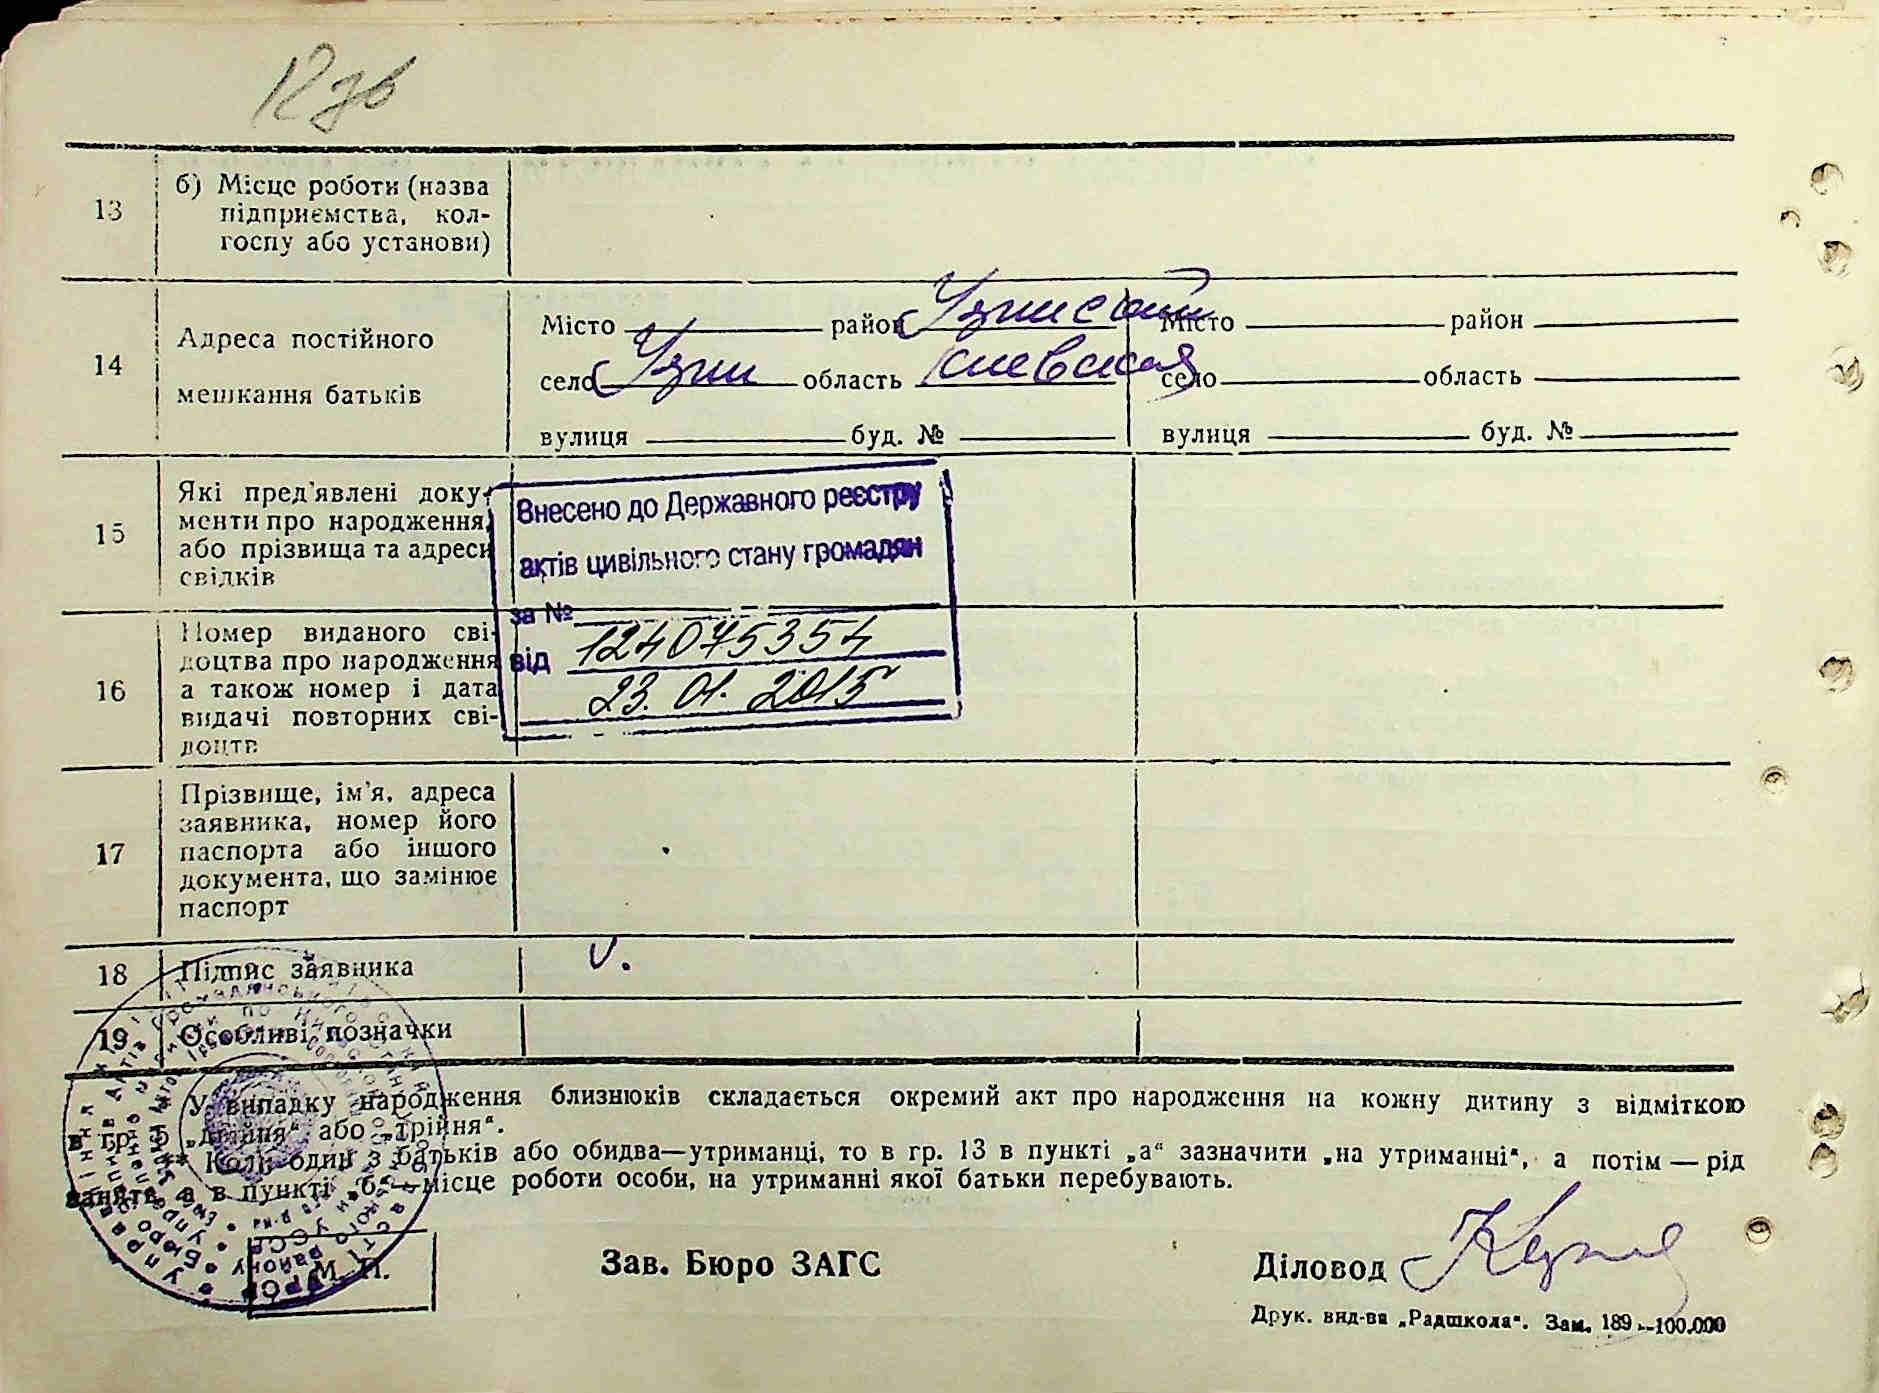 13
б) Місце роботи (назва
підприємства, кол-
госпу або установи)
14
Адреса постійного
мешкання батьків
Місто район Узинский
село Узин область Киевская
вулиця буд. №
Місто район
село область
вулиця буд. №
15
Які пред'явлені доку-
менти про народження,
або прізвища та адреси
свідків
Внесено до Державного реєстру
актів цивільного стану громадян
за №
124075354
від
23.01.2015
16
Номер виданого сві-
доцтва про народження
а також номер і дата
видачі повторних сві-
доцтв
17
Прізвище, ім'я, адреса
заявника, номер його
паспорта або іншого
документа, що замінює
паспорт
18
Підпис заявника
19
Особливі позначки
У випадку народження близнюків складається окремий акт про народження на кожну дитину з відміткою
в гр. 5 „двійня“ або „трійня“.
** Коли один з батьків або обидва—утриманці, то в гр. 13 в пункті „а“ зазначити „на утриманні“, а потім — рід
занять, а в пункті „б“—місце роботи особи, на утриманні якої батьки перебувають.
М. П.
Зав. Бюро ЗАГС
Діловод
Друк. вид-ва „Радшкола“. Зам. 189 —100.000